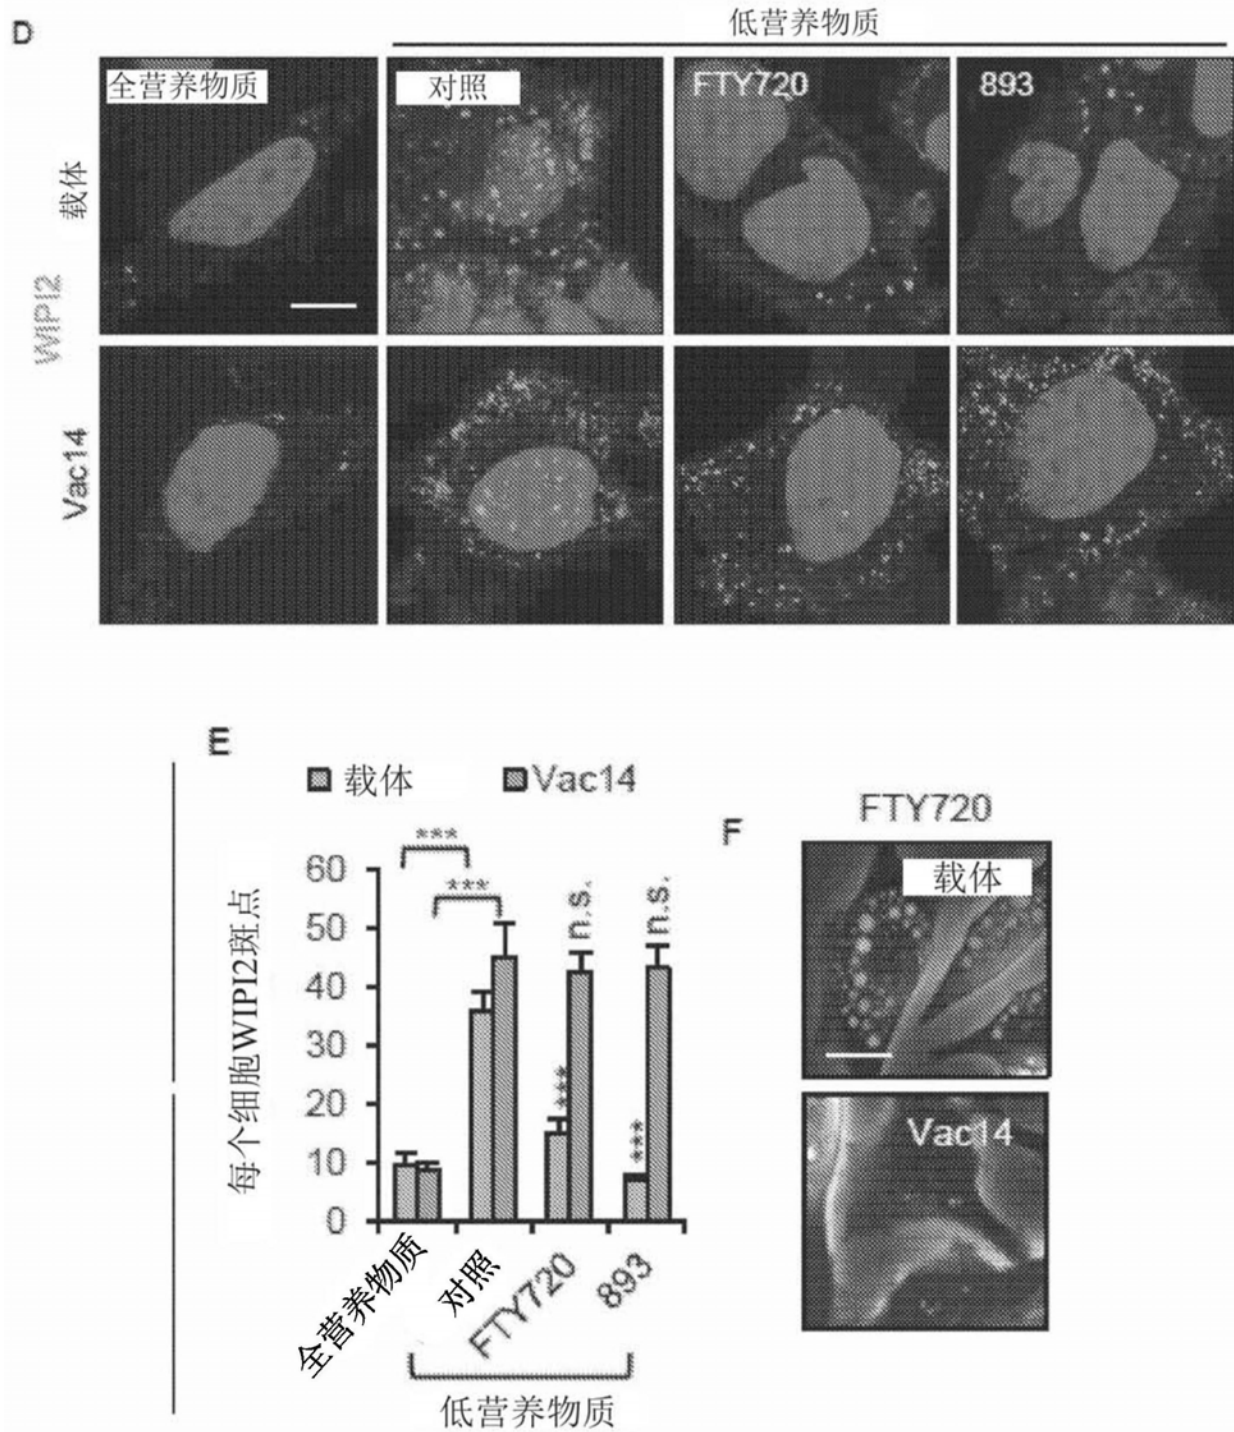 D
低营养物质
全营养物质
对照
FTY720
893
载体
WIPI2
Vac14
E
载体
Vac14
每个细胞WIPI2斑点
60
50
40
30
20
10
0
***
***
***
n.s.
***
n.s.
全营养物质
对照
FTY720
893
低营养物质
F
FTY720
载体
Vac14